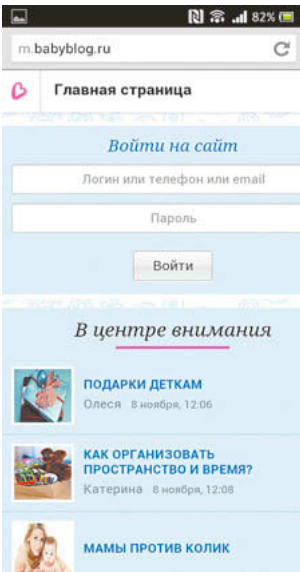 82%
m.babyblog.ru
Главная страница
Войти на сайт
Логин или телефон или email
Пароль
Войти
В центре внимания
ПОДАРКИ ДЕТКАМ
Олеся 8 ноября, 12:06
КАК ОРГАНИЗОВАТЬ
ПРОСТРАНСТВО И ВРЕМЯ?
Катерина 8 ноября, 12:08
МАМЫ ПРОТИВ КОЛИК